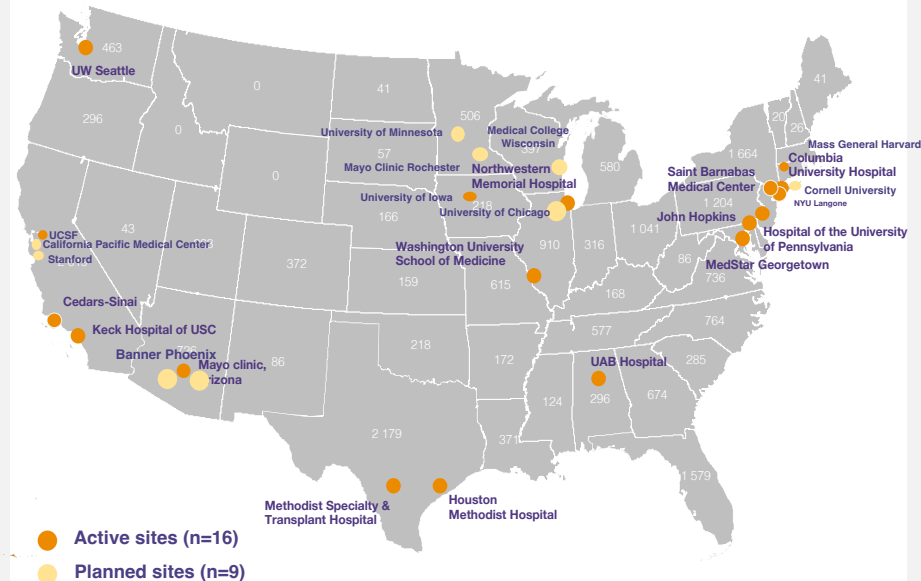 463
UW Seattle
296
0
0
41
506
41
20
26
University of Minnesota
Medical College
Wisconsin
57
Mayo Clinic Rochester
Northwestern
Memorial Hospital
580
1 664
Mass General Harvard
Columbia
University Hospital
Saint Barnabas
Medical Center
Cornell University
NYU Langone
0
University of Iowa
University of Chicago
166
1 204
John Hopkins
Hospital of the University
of Pennsylvania
MedStar Georgetown
43
UCSF
California Pacific Medical Center
Stanford
372
Washington University
School of Medicine
910
316
1 041
86
736
159
615
168
Cedars-Sinai
Keck Hospital of USC
Banner Phoenix
Mayo clinic,
rizona
86
218
172
577
764
UAB Hospital
285
124
296
674
2 179
371
1 579
Methodist Specialty &
Transplant Hospital
Houston
Methodist Hospital
Active sites (n=16)
Planned sites (n=9)